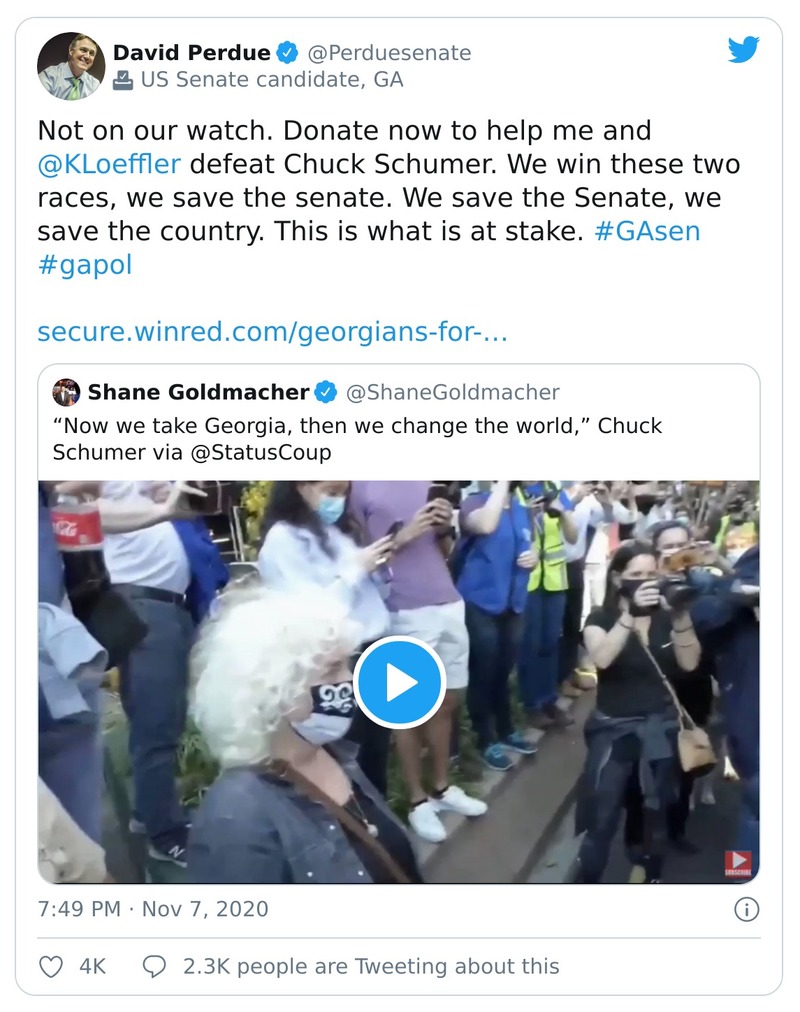 David Perdue @Perduesenate
US Senate candidate, GA
Not on our watch. Donate now to help me and
@KLoeffler defeat Chuck Schumer. We win these two
races, we save the senate. We save the Senate, we
save the country. This is what is at stake. #GAsen
#gapol
secure.winred.com/georgians-for-…
Shane Goldmacher @ShaneGoldmacher
“Now we take Georgia, then we change the world,” Chuck
Schumer via @StatusCoup
SUBSCRIBE
7:49 PM · Nov 7, 2020
4K 2.3K people are Tweeting about this